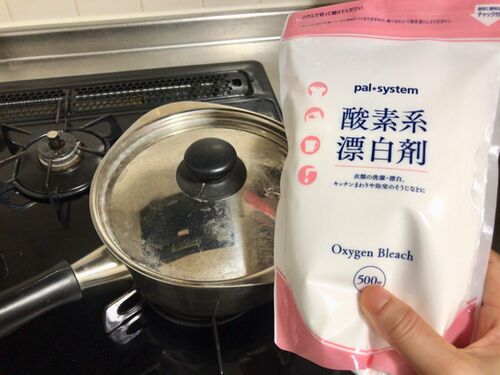 pal*system
酸素系
漂白剤
衣類の洗濯・漂白、
キッチンまわりや浴室のそうじなどに
Oxygen Bleach
500g